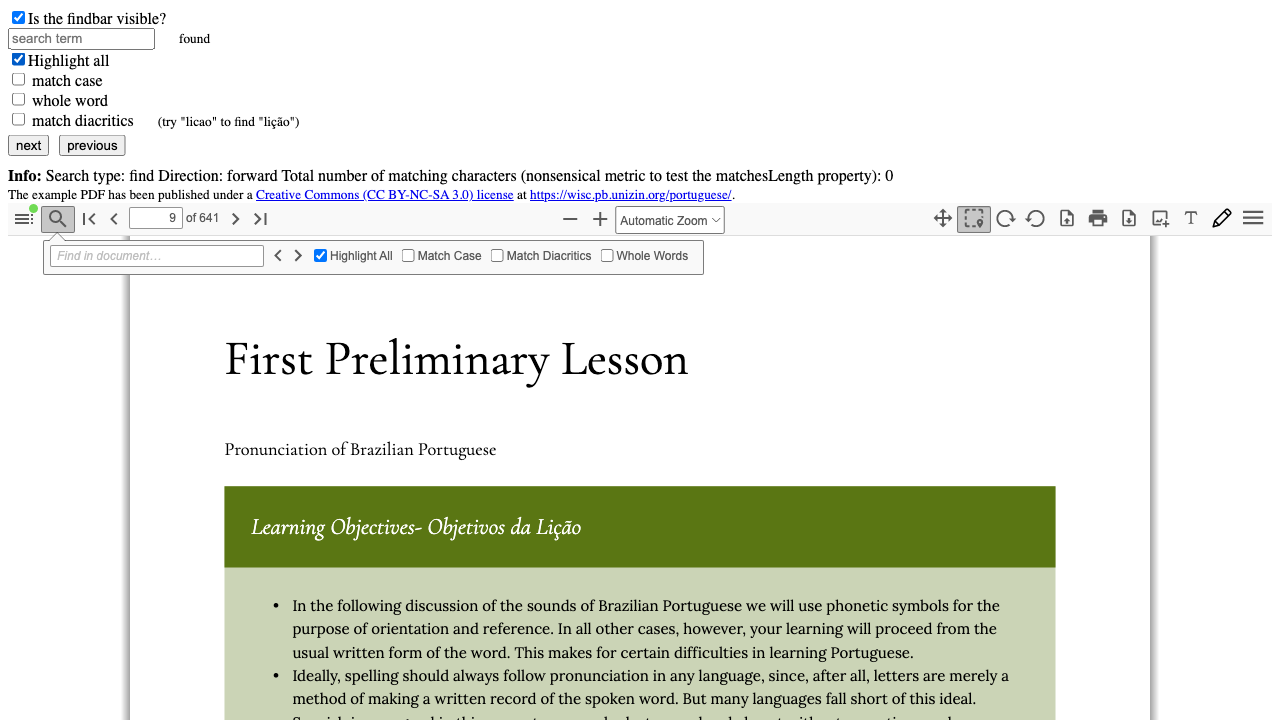 Is the findbar visible?
search term found
Highlight all
match case
whole word
match diacritics (try "licao" to find "lição")
next previous
Info: Search type: find Direction: forward Total number of matching characters (nonsensical metric to test the matchesLength property): 0
The example PDF has been published under a Creative Commons (CC BY-NC-SA 3.0) license at https://wisc.pb.unizin.org/portuguese/.
9 of 641 Automatic Zoom
Find in document… Highlight All Match Case Match Diacritics Whole Words
First Preliminary Lesson
Pronunciation of Brazilian Portuguese
Learning Objectives- Objetivos da Lição
• In the following discussion of the sounds of Brazilian Portuguese we will use phonetic symbols for the
purpose of orientation and reference. In all other cases, however, your learning will proceed from the
usual written form of the word. This makes for certain difficulties in learning Portuguese.
• Ideally, spelling should always follow pronunciation in any language, since, after all, letters are merely a
method of making a written record of the spoken word. But many languages fall short of this ideal.